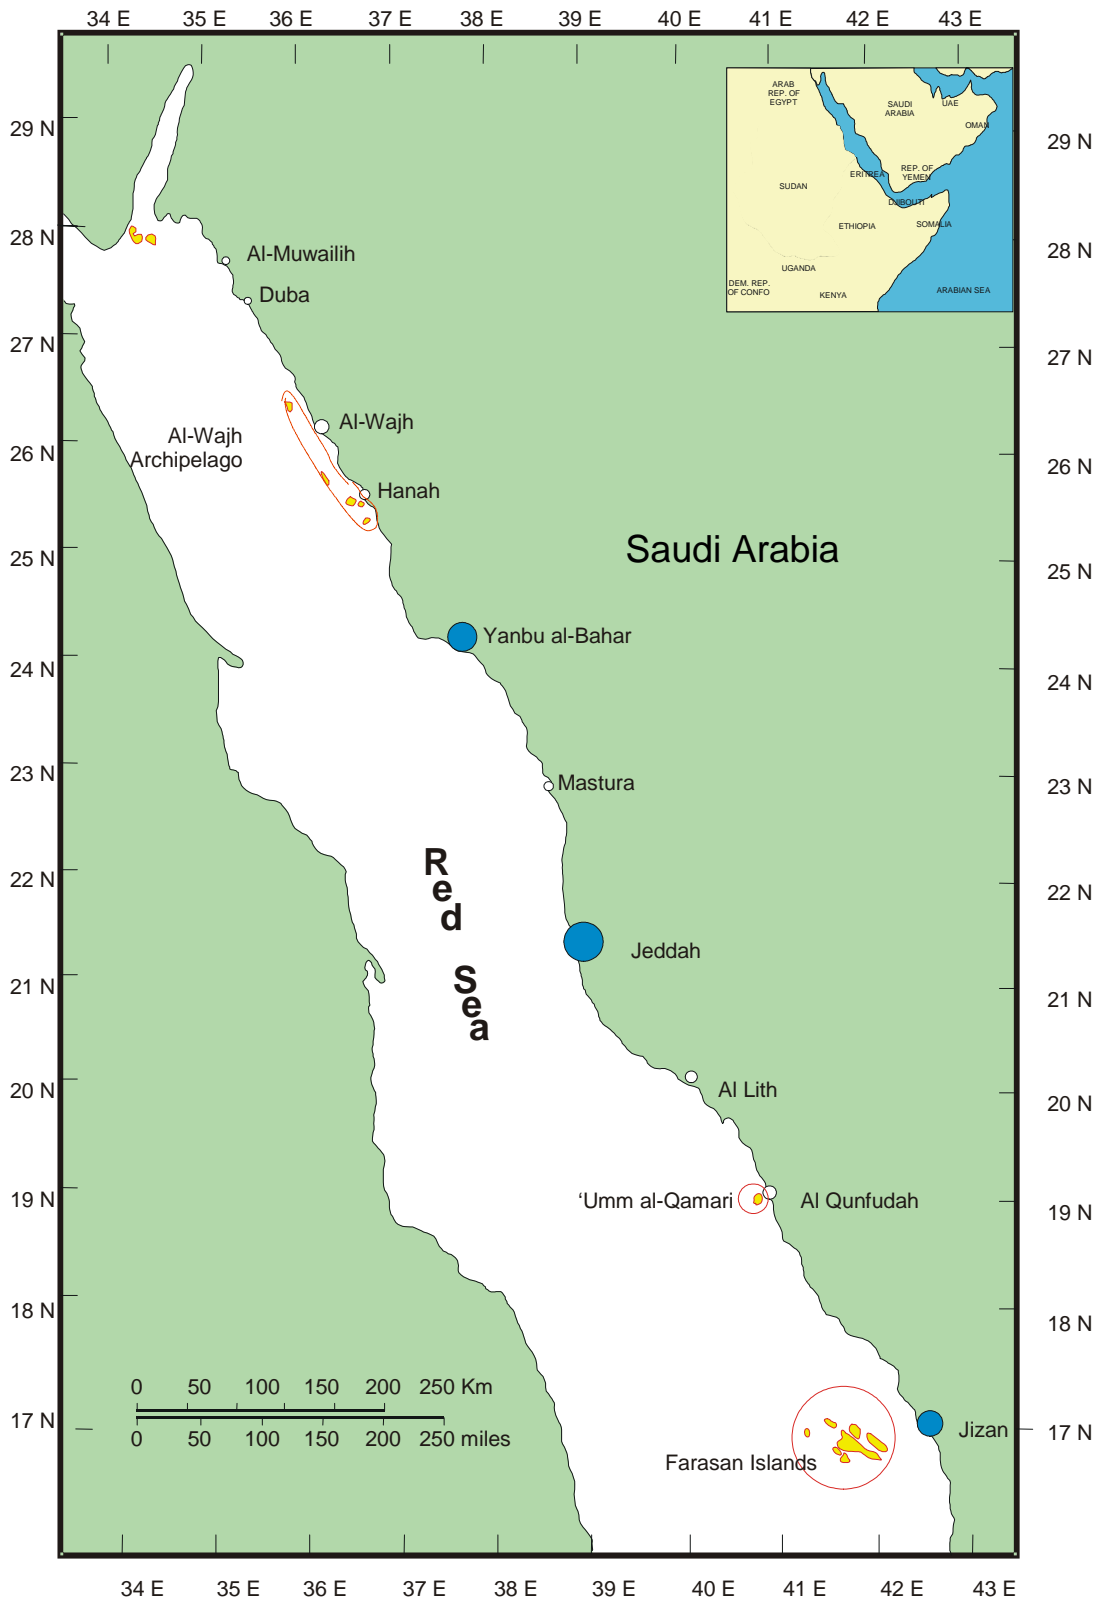 34 E 35 E 36 E 37 E 38 E 39 E 40 E 41 E 42 E 43 E
29 N
28 N
27 N
26 N
25 N
24 N
23 N
22 N
21 N
20 N
19 N
18 N
17 N
ARAB
REP. OF
EGYPT
SAUDI
ARABIA
UAE
OMAN
REP. OF
YEMEN
ERITREA
SUDAN
DJIBOUTI
ETHIOPIA
SOMALIA
UGANDA
DEM. REP.
OF CONFO
KENYA
ARABIAN SEA
Al-Muwailih
Duba
Al-Wajh
Al-Wajh
Archipelago
Hanah
Saudi Arabia
Yanbu al-Bahar
Mastura
Red
Sea
Jeddah
Al Lith
‘Umm al-Qamari
Al Qunfudah
0 50 100 150 200 250 Km
0 50 100 150 200 250 miles
Jizan
Farasan Islands
29 N
28 N
27 N
26 N
25 N
24 N
23 N
22 N
21 N
20 N
19 N
18 N
17 N
34 E 35 E 36 E 37 E 38 E 39 E 40 E 41 E 42 E 43 E